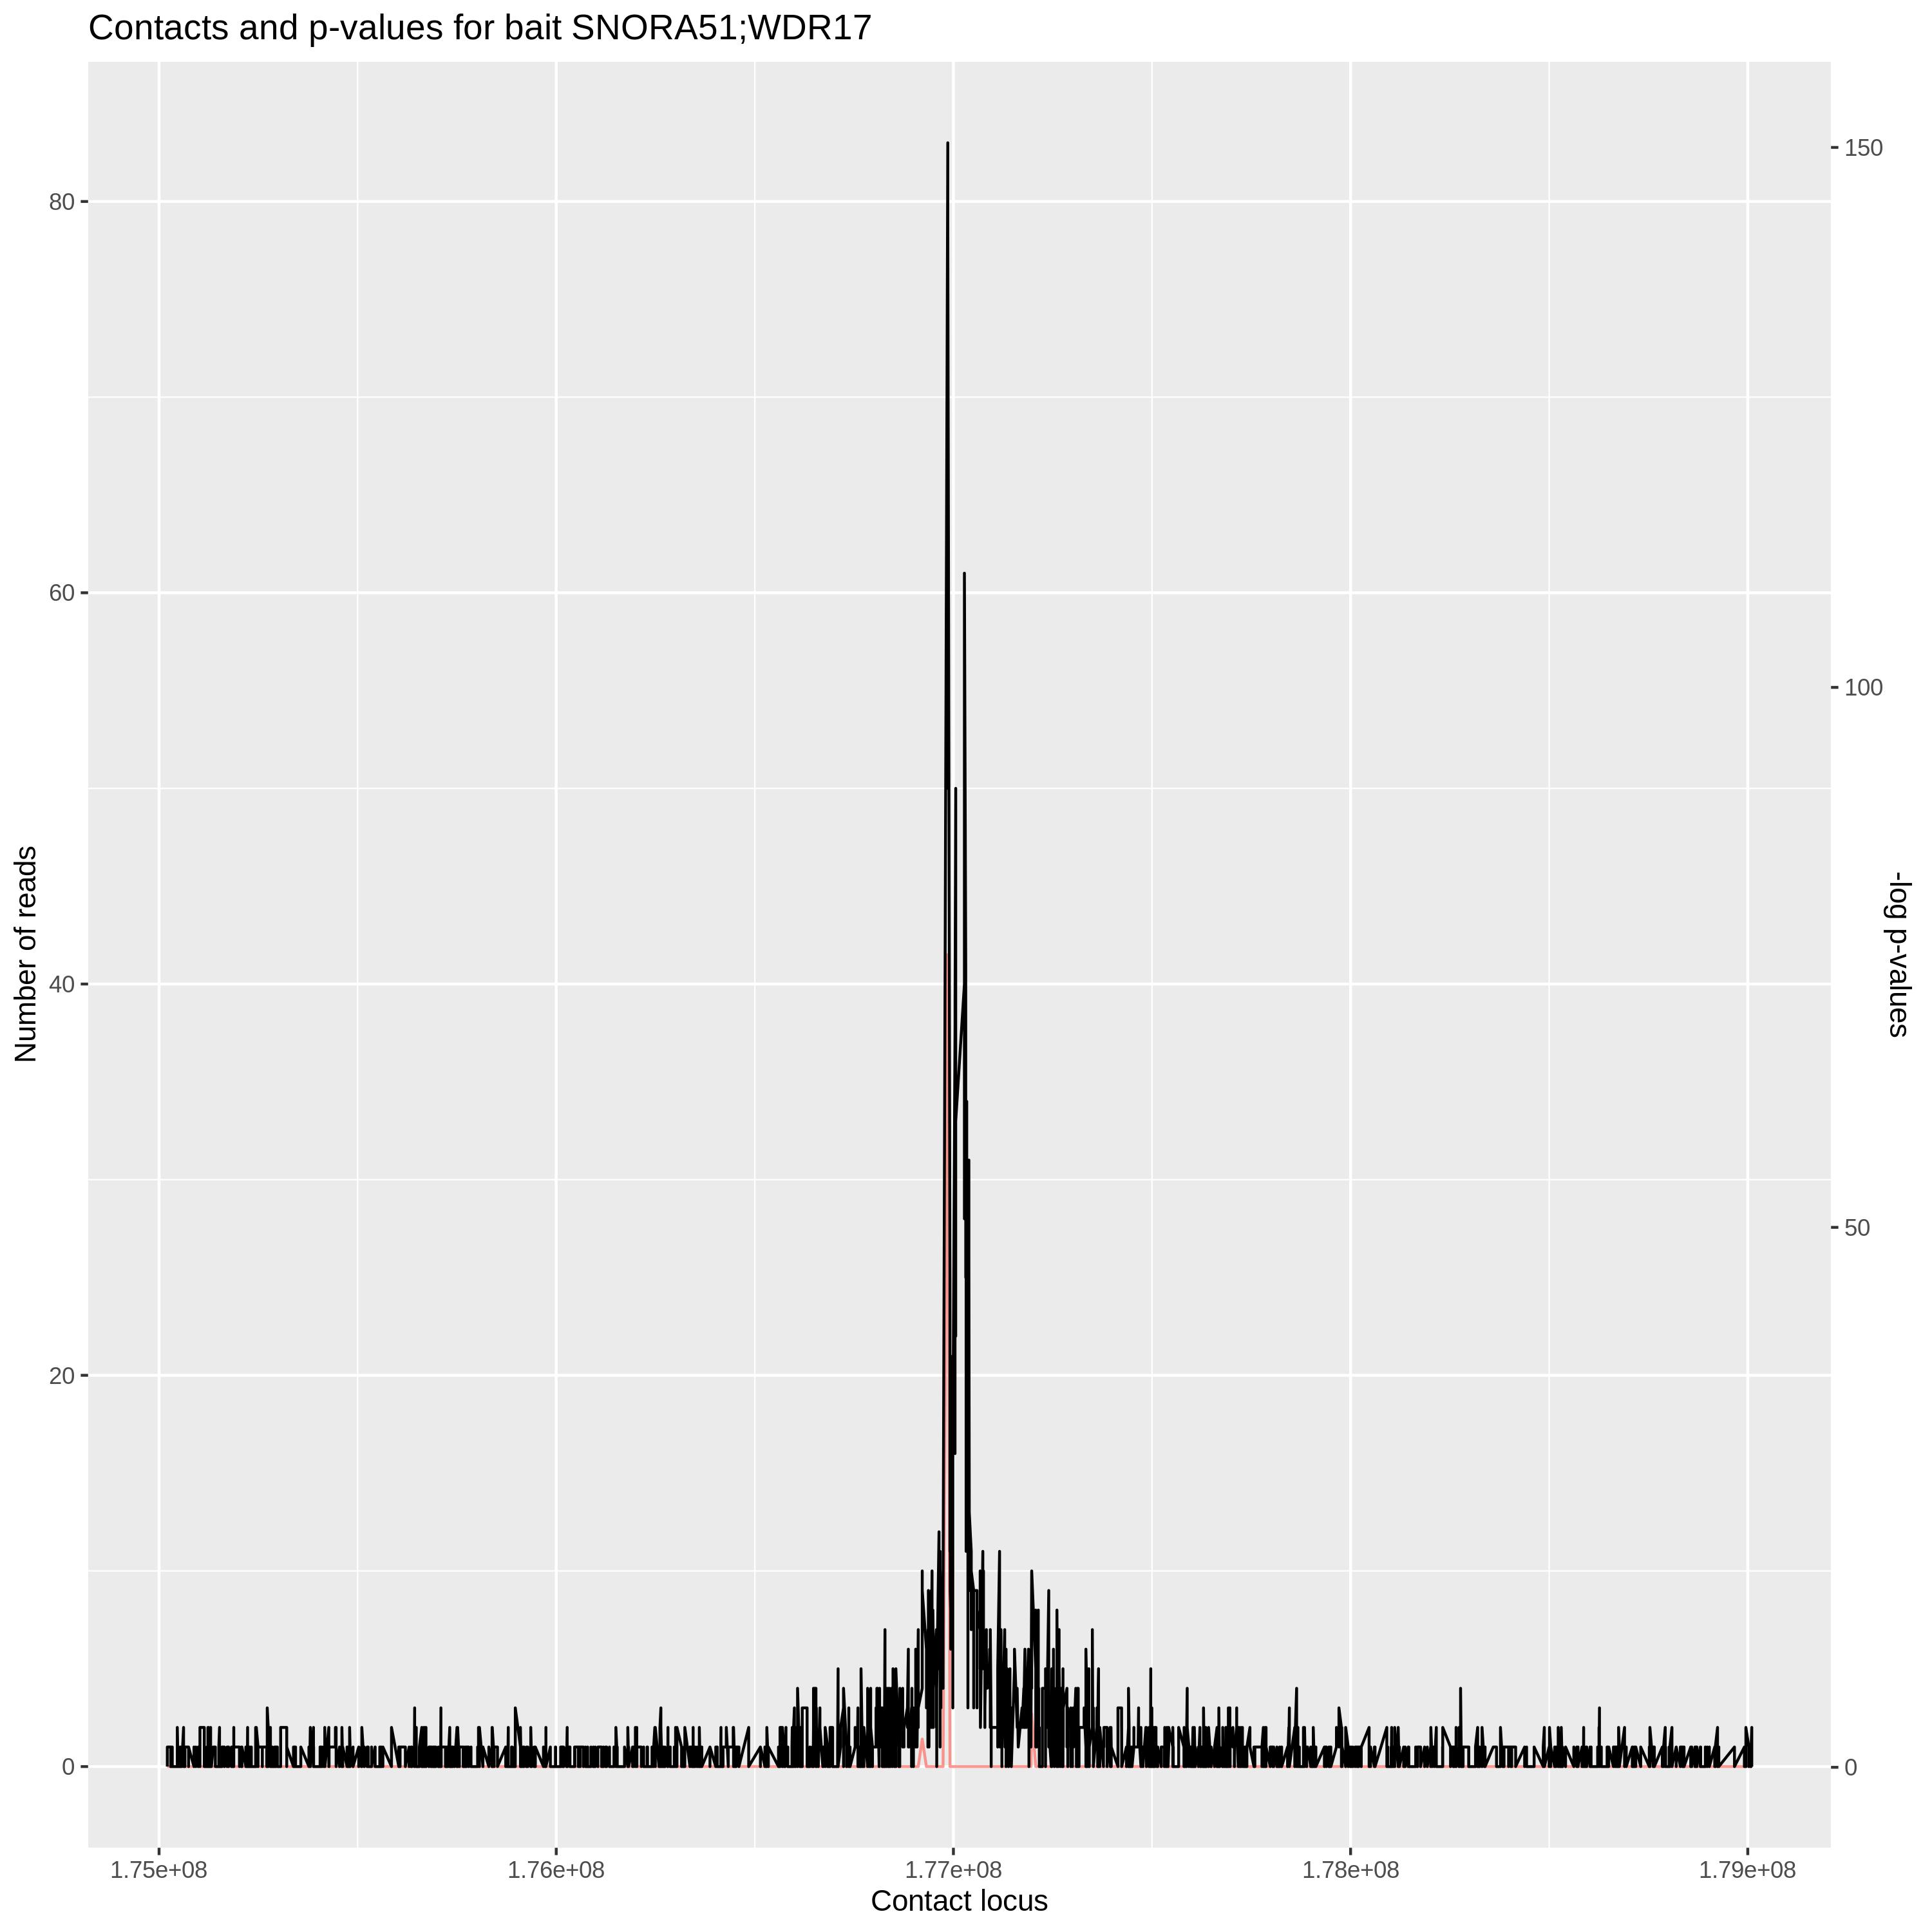 Contacts and p-values for bait SNORA51;WDR17
150
80
60
100
Number of reads
-log p-values
40
50
20
0
0
1.75e+08
1.76e+08
1.77e+08
1.78e+08
1.79e+08
Contact locus